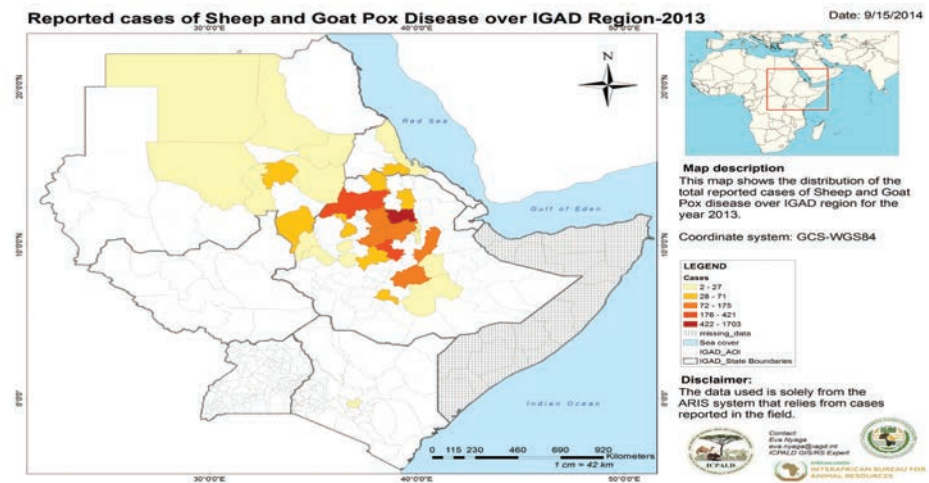 Reported cases of Sheep and Goat Pox Disease over IGAD Region-2013
Date: 9/15/2014
30°0'0"E
40°0'0"E
50°0'0"E
20°0'0"N
10°0'0"N
0°0'0"
N
Red Sea
Gulf of Eden
Indian Ocean
0 115 230 460 690 920
Kilometers
1 cm = 42 km
30°0'0"E
40°0'0"E
50°0'0"E
Map description
This map shows the distribution of the
total reported cases of Sheep and Goat
Pox disease over IGAD region for the
year 2013.
Coordinate system: GCS-WGS84
LEGEND
Cases
2 - 27
28 - 71
72 - 175
176 - 421
422 - 1703
missing_data
Sea cover
IGAD_AOI
IGAD_State Boundaries
Disclaimer:
The data used is solely from the
ARIS system that relies from cases
reported in the field.
ICPALD
Contact
Eva Nyaga
eva.nyaga@igad.int
ICPALD GIS/RS Expert
INTERAFRICAN BUREAU FOR
ANIMAL RESOURCES